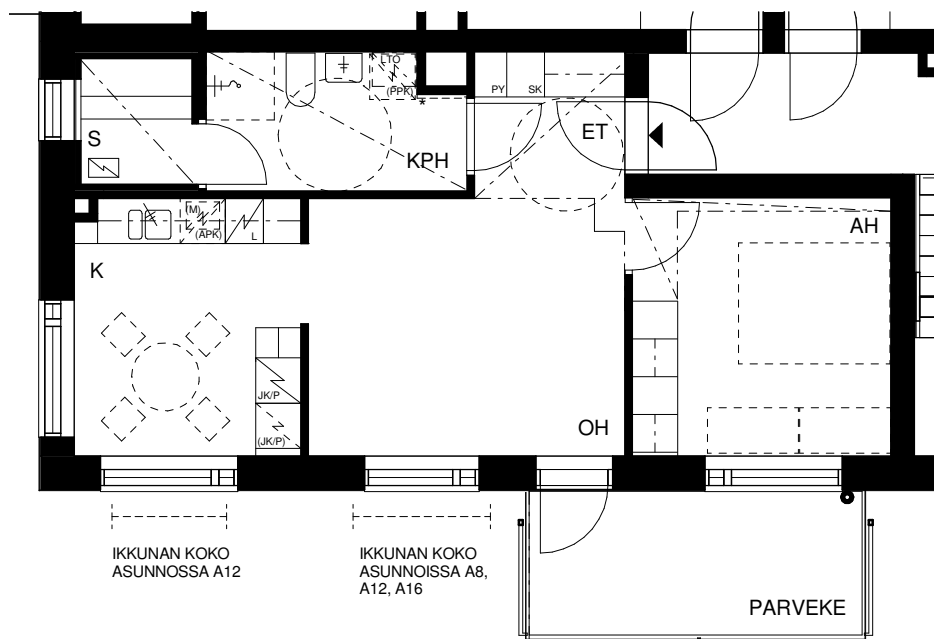 LTO
(PPK)
*
PY
SK
ET
S
KPH
(M)
(APK)
L
AH
K
JK/P
(JK/P)
OH
IKKUNAN KOKO
ASUNNOSSA A12
IKKUNAN KOKO
ASUNNOISSA A8,
A12, A16
PARVEKE